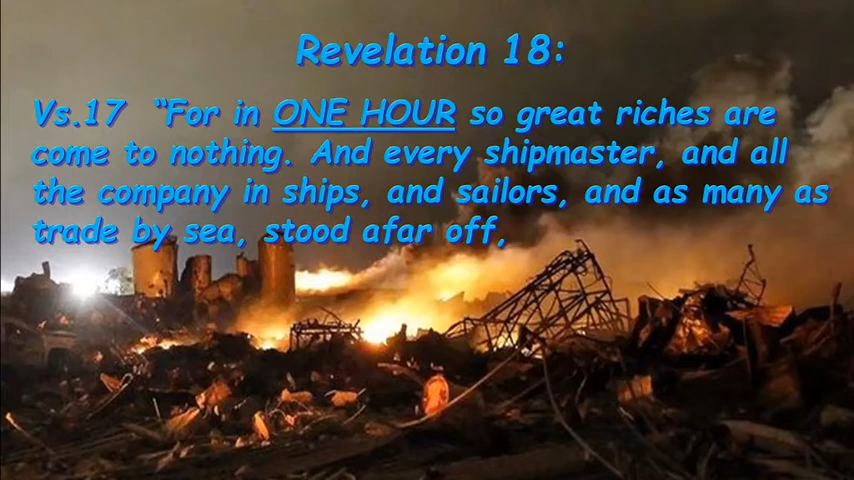 Revelation 18:
Vs.17 “For in ONE HOUR so great riches are
come to nothing. And every shipmaster, and all
the company in ships, and sailors, and as many as
trade by sea, stood afar off,